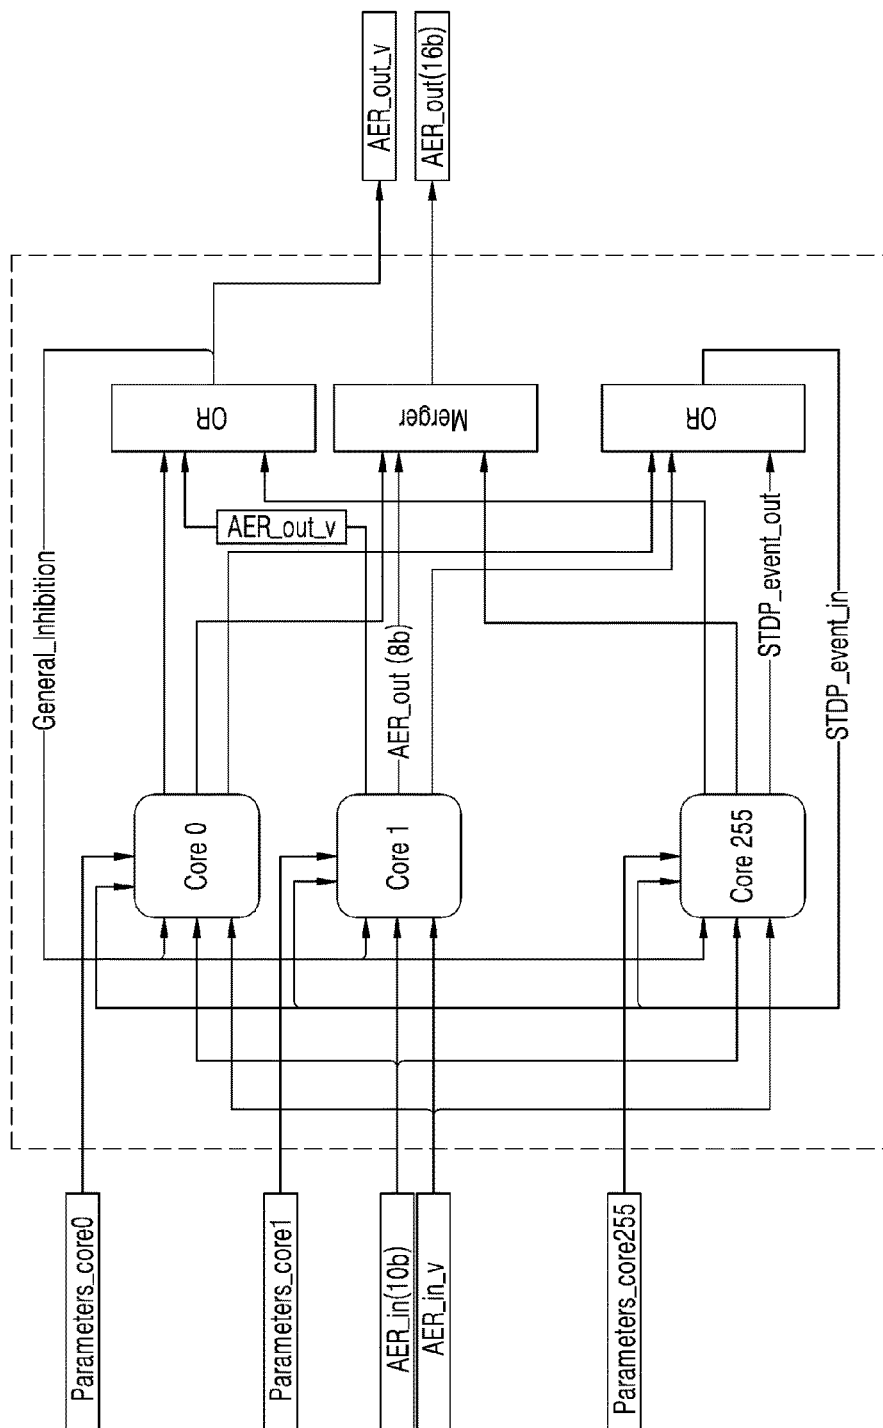 AER_out_v
AER_out(16b)
OR
Merger
OR
AER_out_v
General_Inhibition
AER_out (8b)
STDP_event_out
STDP_event_in
Core 0
Core 1
Core 255
Parameters_core0
Parameters_core1
AER_in(10b)
AER_in_v
Parameters_core255